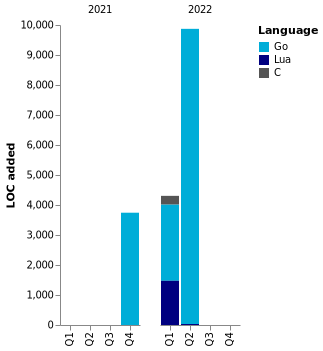 2021 2022
Language
Go
Lua
C
LOC added
10,000
9,000
8,000
7,000
6,000
5,000
4,000
3,000
2,000
1,000
0
Q1 Q2 Q3 Q4 Q1 Q2 Q3 Q4